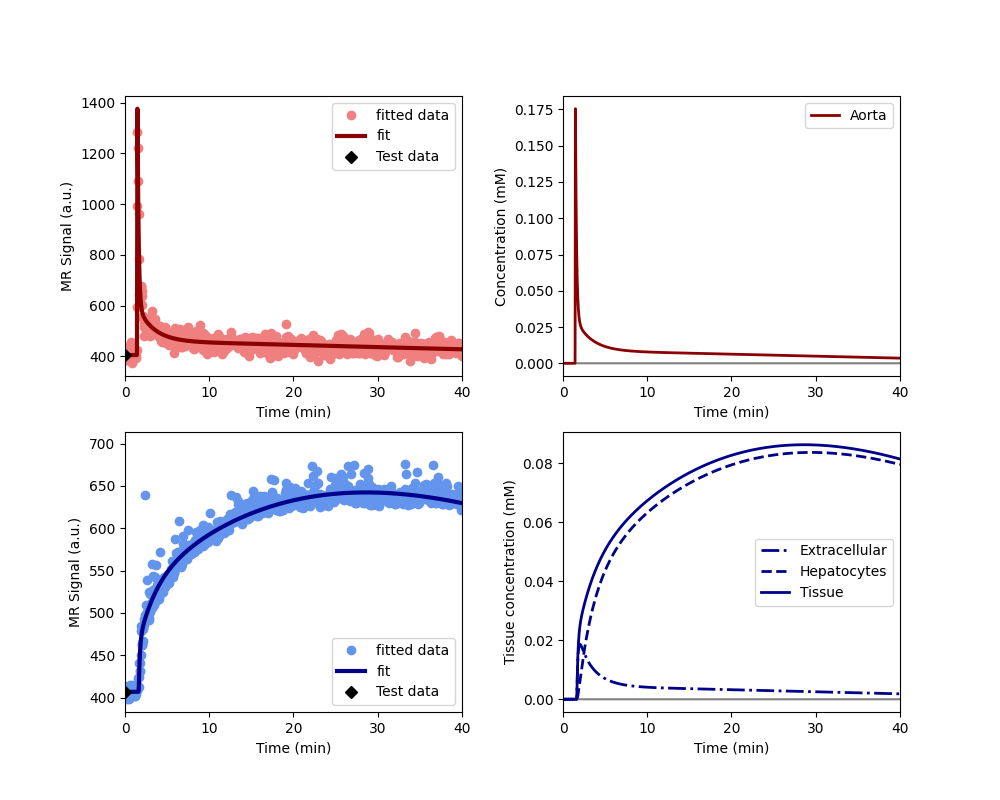 1400
1200
1000
800
600
400
MR Signal (a.u.)
0
10
20
30
40
Time (min)
fitted data
fit
Test data
0.175
0.150
0.125
0.100
0.075
0.050
0.025
0.000
Concentration (mM)
0
10
20
30
40
Time (min)
Aorta
700
650
600
550
500
450
400
MR Signal (a.u.)
0
10
20
30
40
Time (min)
fitted data
fit
Test data
0.08
0.06
0.04
0.02
0.00
Tissue concentration (mM)
0
10
20
30
40
Time (min)
Extracellular
Hepatocytes
Tissue